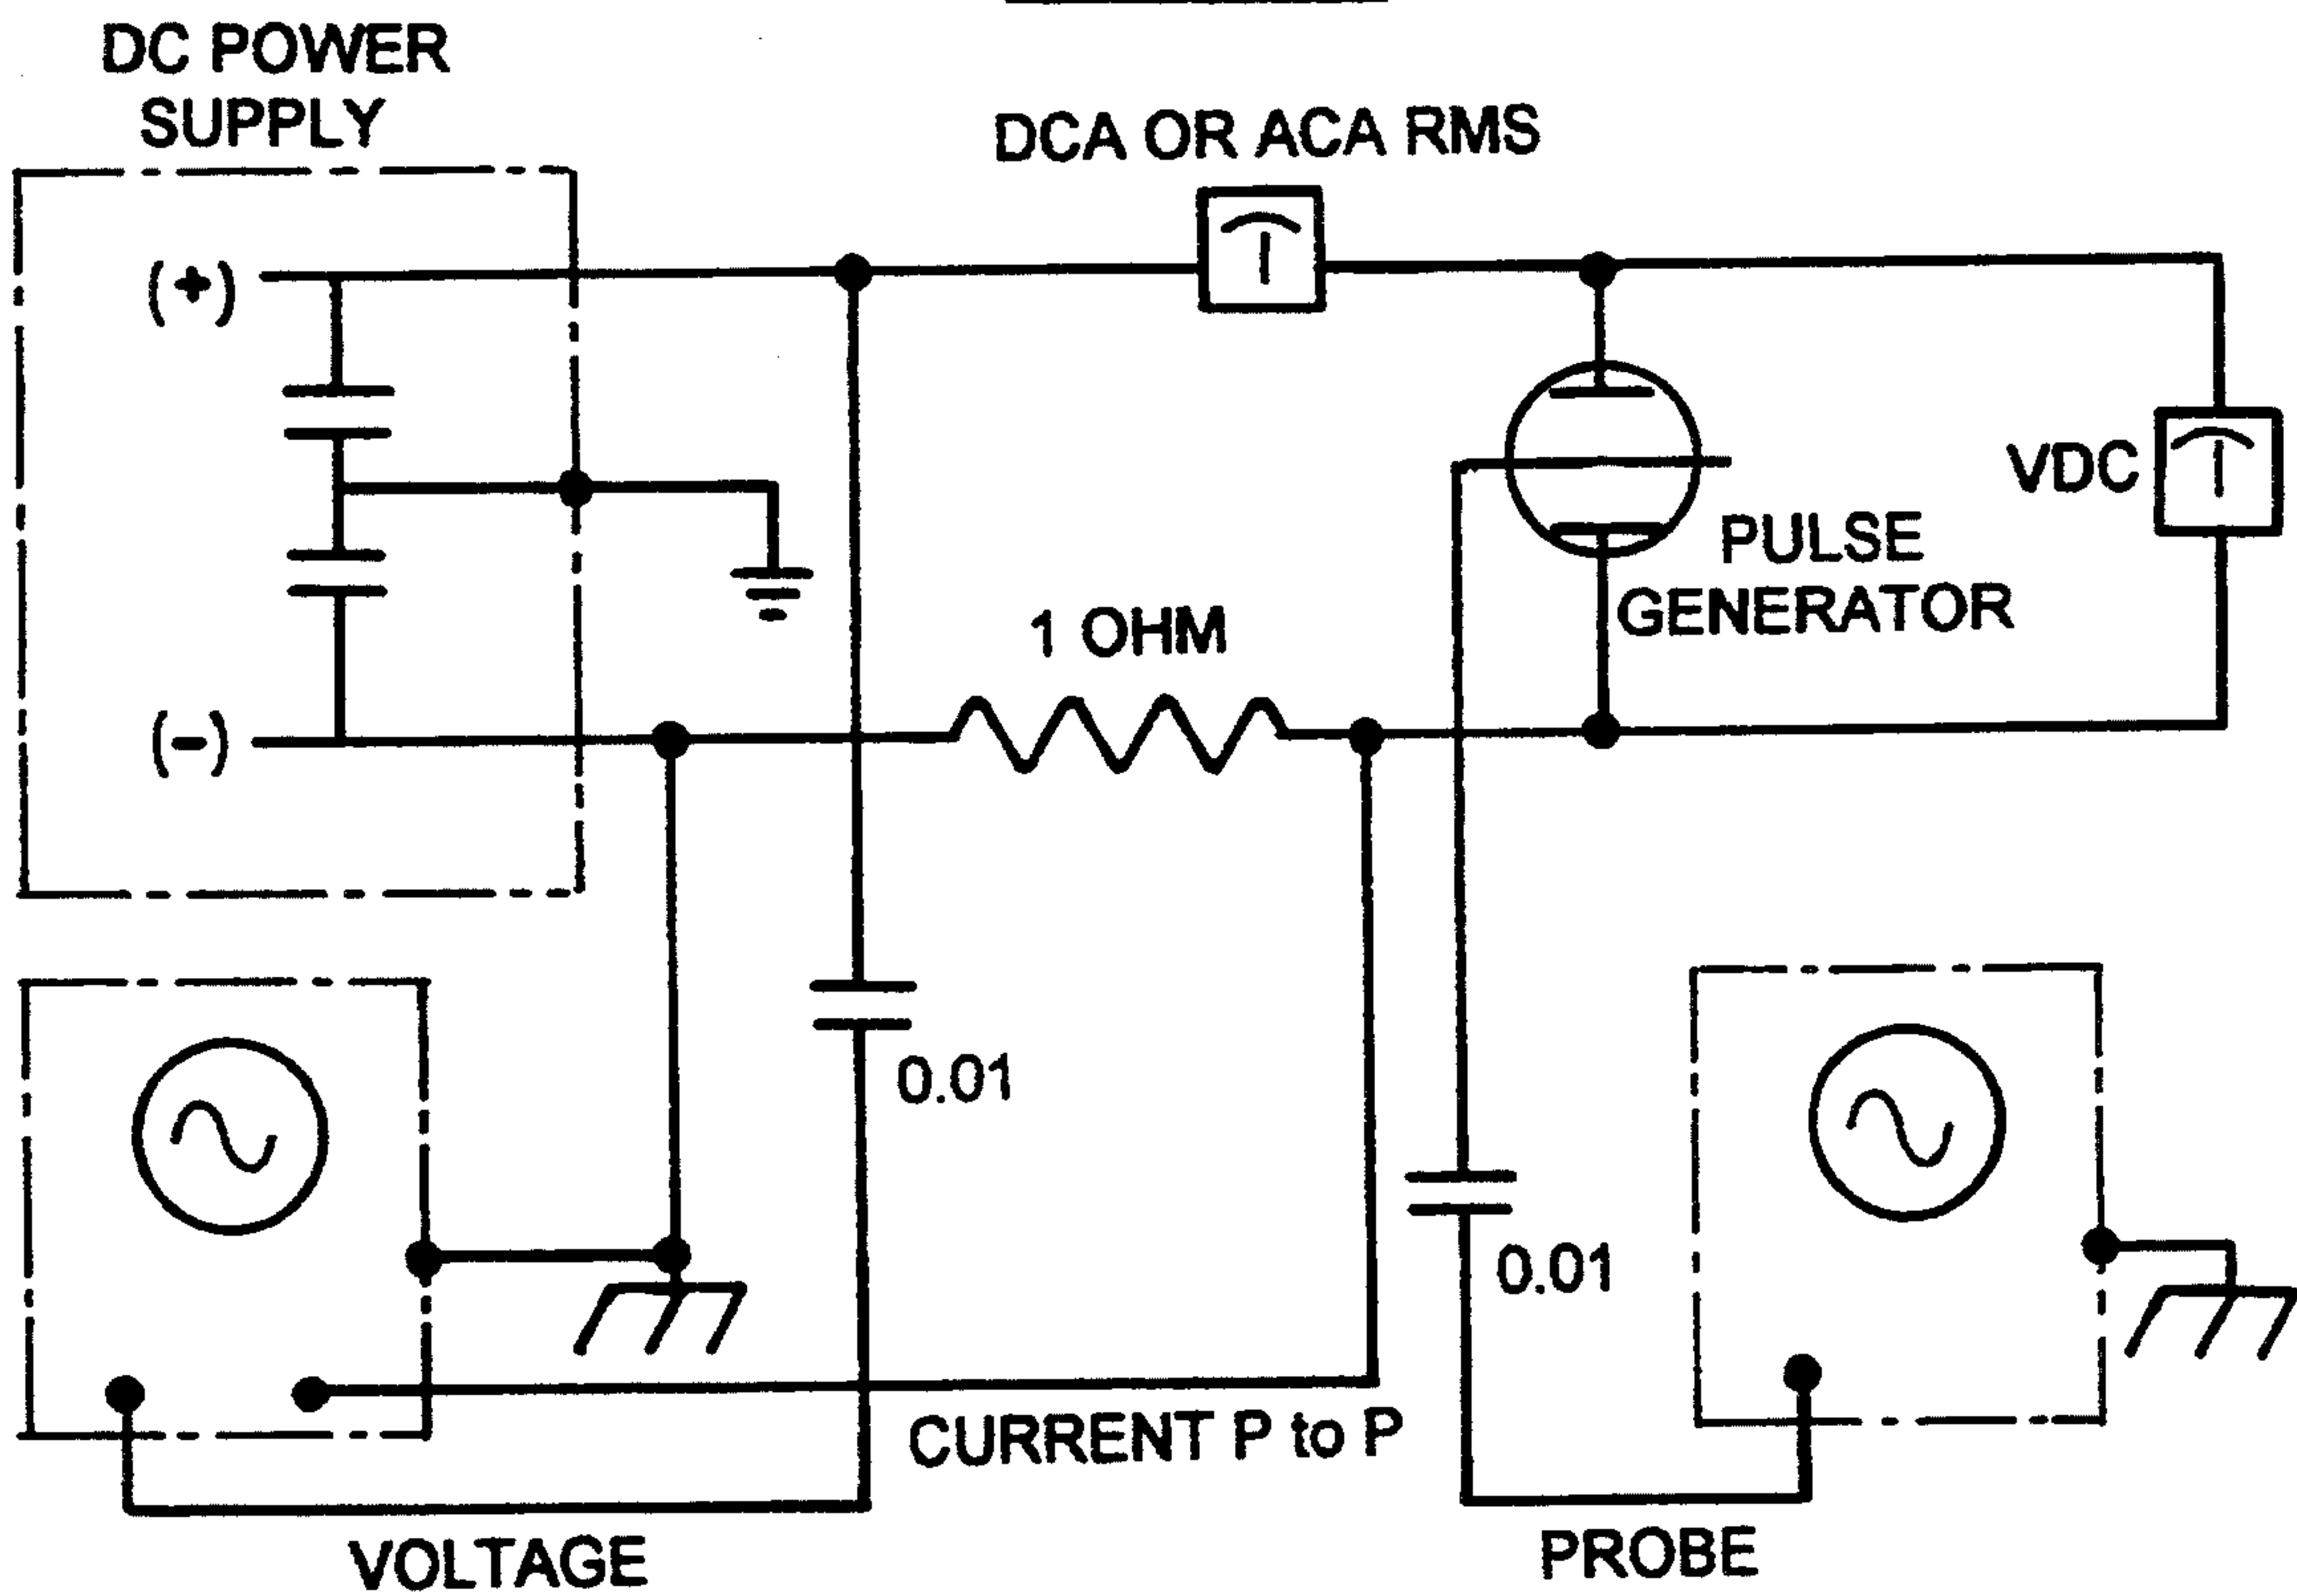 DC POWER
SUPPLY
DCA OR ACA RMS
(+)
VDC
PULSE
GENERATOR
1 OHM
(-)
0.01
0.01
CURRENT P to P
VOLTAGE
PROBE